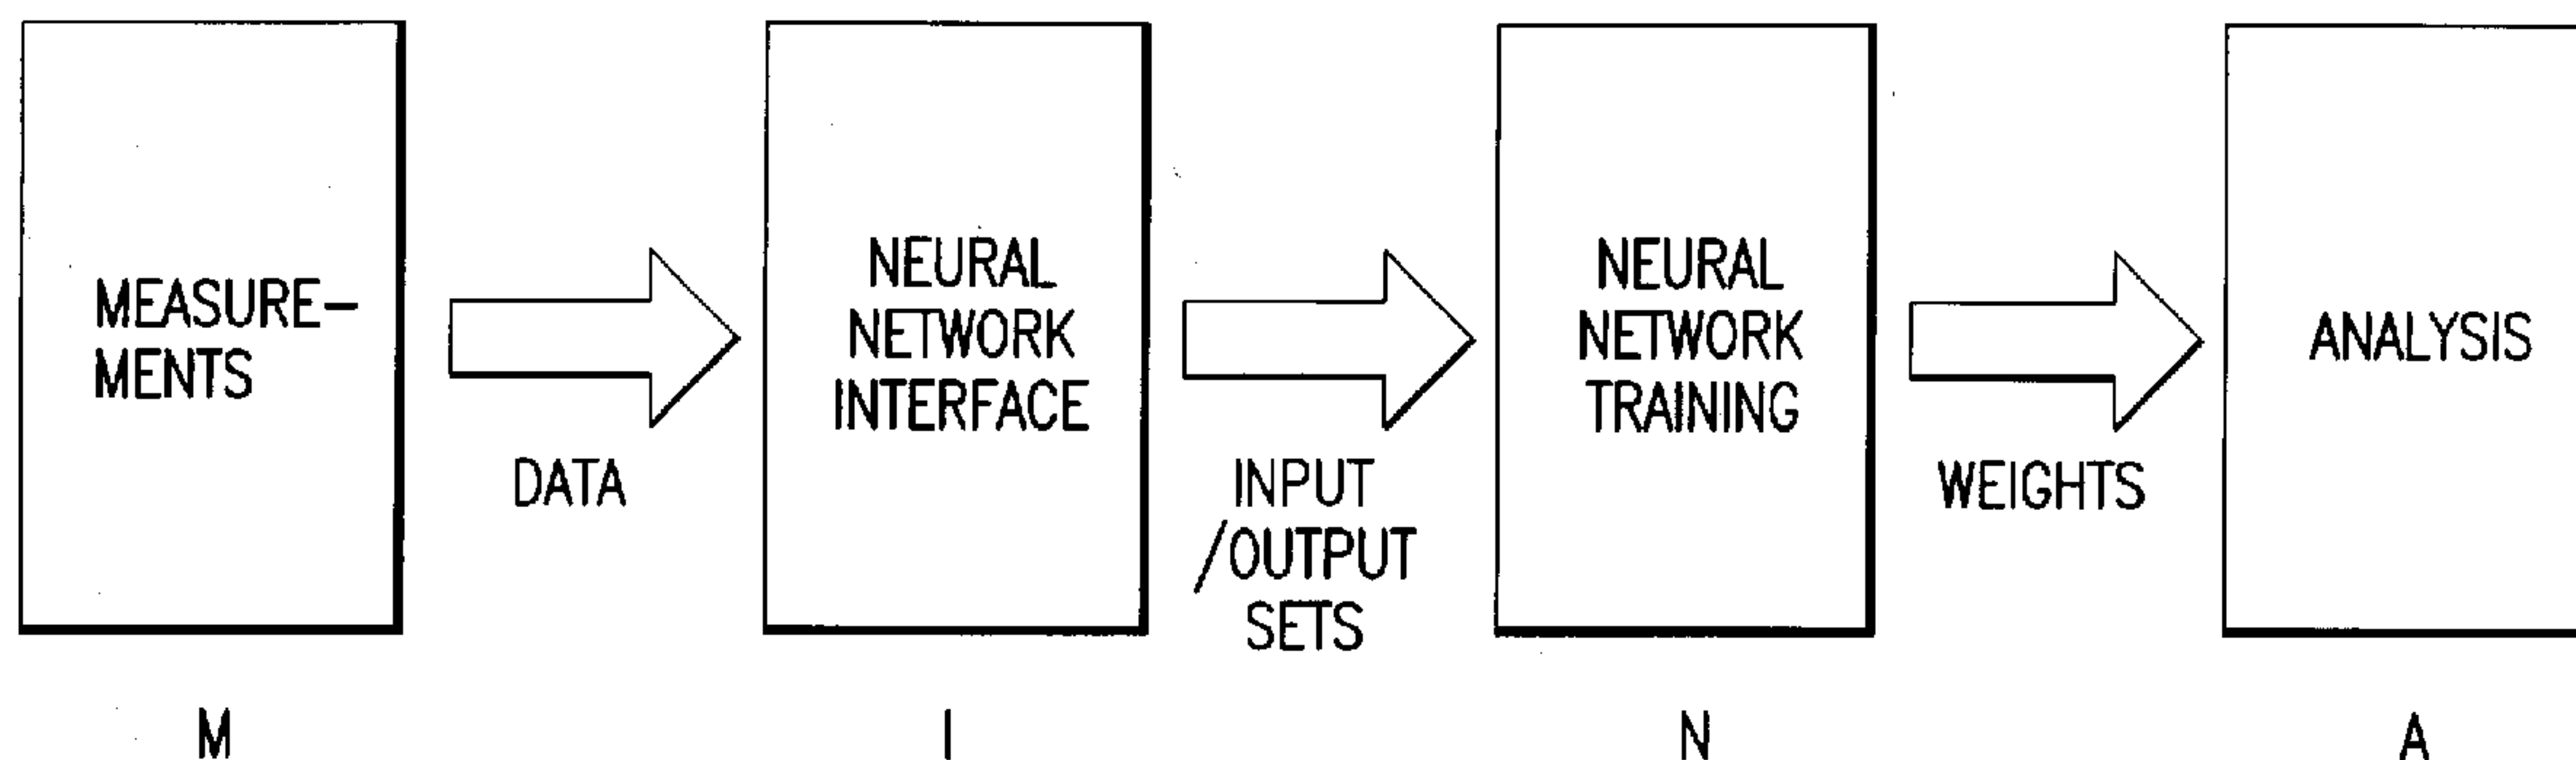 MEASURE-
MENTS
DATA
NEURAL
NETWORK
INTERFACE
INPUT
/OUTPUT
SETS
NEURAL
NETWORK
TRAINING
WEIGHTS
ANALYSIS
M
I
N
A